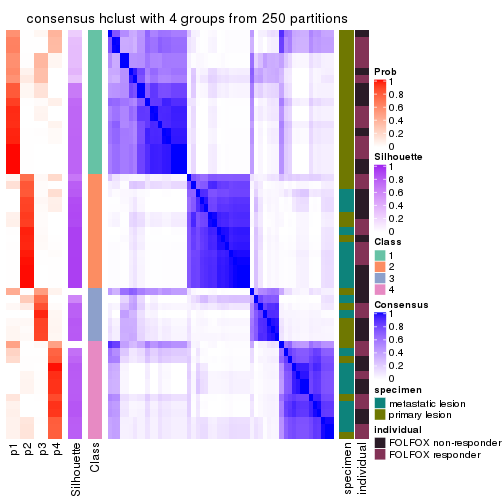 consensus hclust with 4 groups from 250 partitions
Prob
1
0.8
0.6
0.4
0.2
0
Silhouette
1
0.8
0.6
0.4
0.2
0
Class
1
2
3
4
Consensus
1
0.8
0.6
0.4
0.2
0
specimen
metastatic lesion
primary lesion
individual
FOLFOX non-responder
FOLFOX responder
p1
p2
p3
p4
Silhouette
Class
specimen
individual